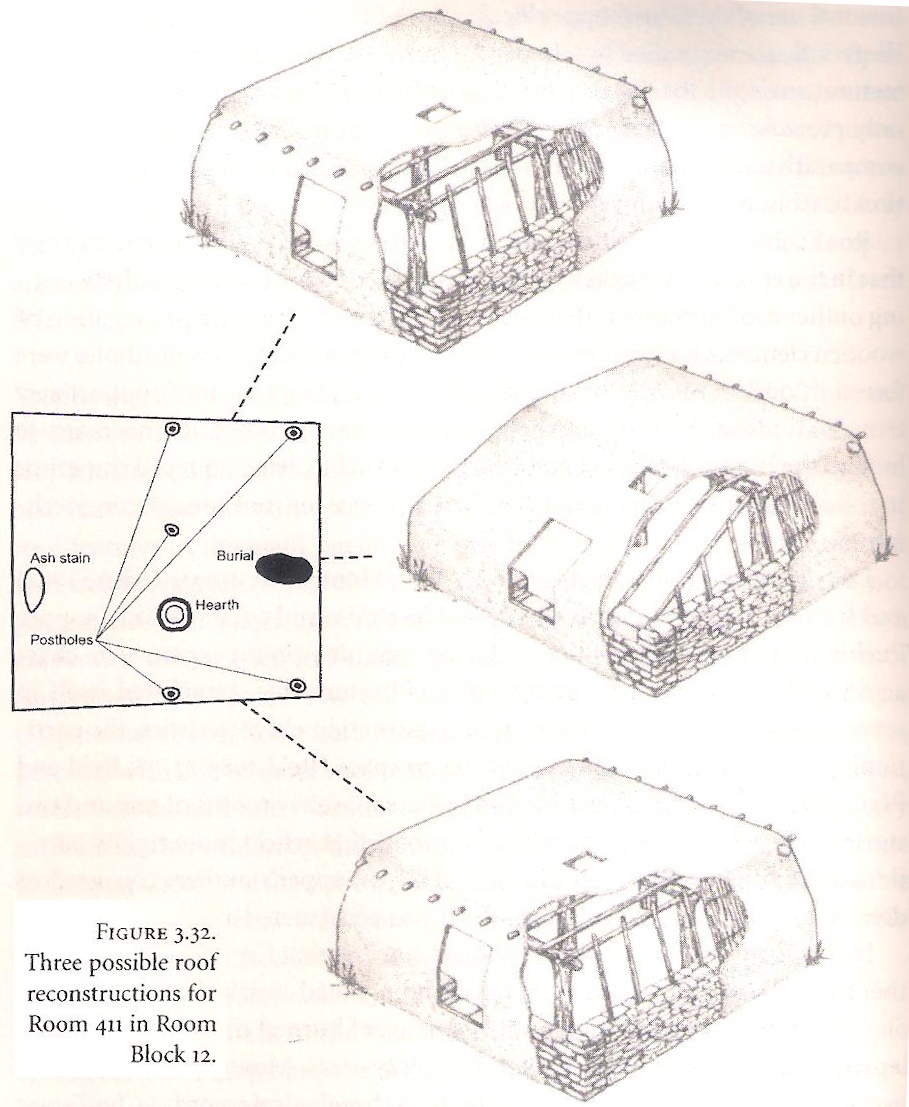 Ash stain
Burial
Hearth
Postholes
FIGURE 3.32.
Three possible roof
reconstructions for
Room 411 in Room
Block 12.